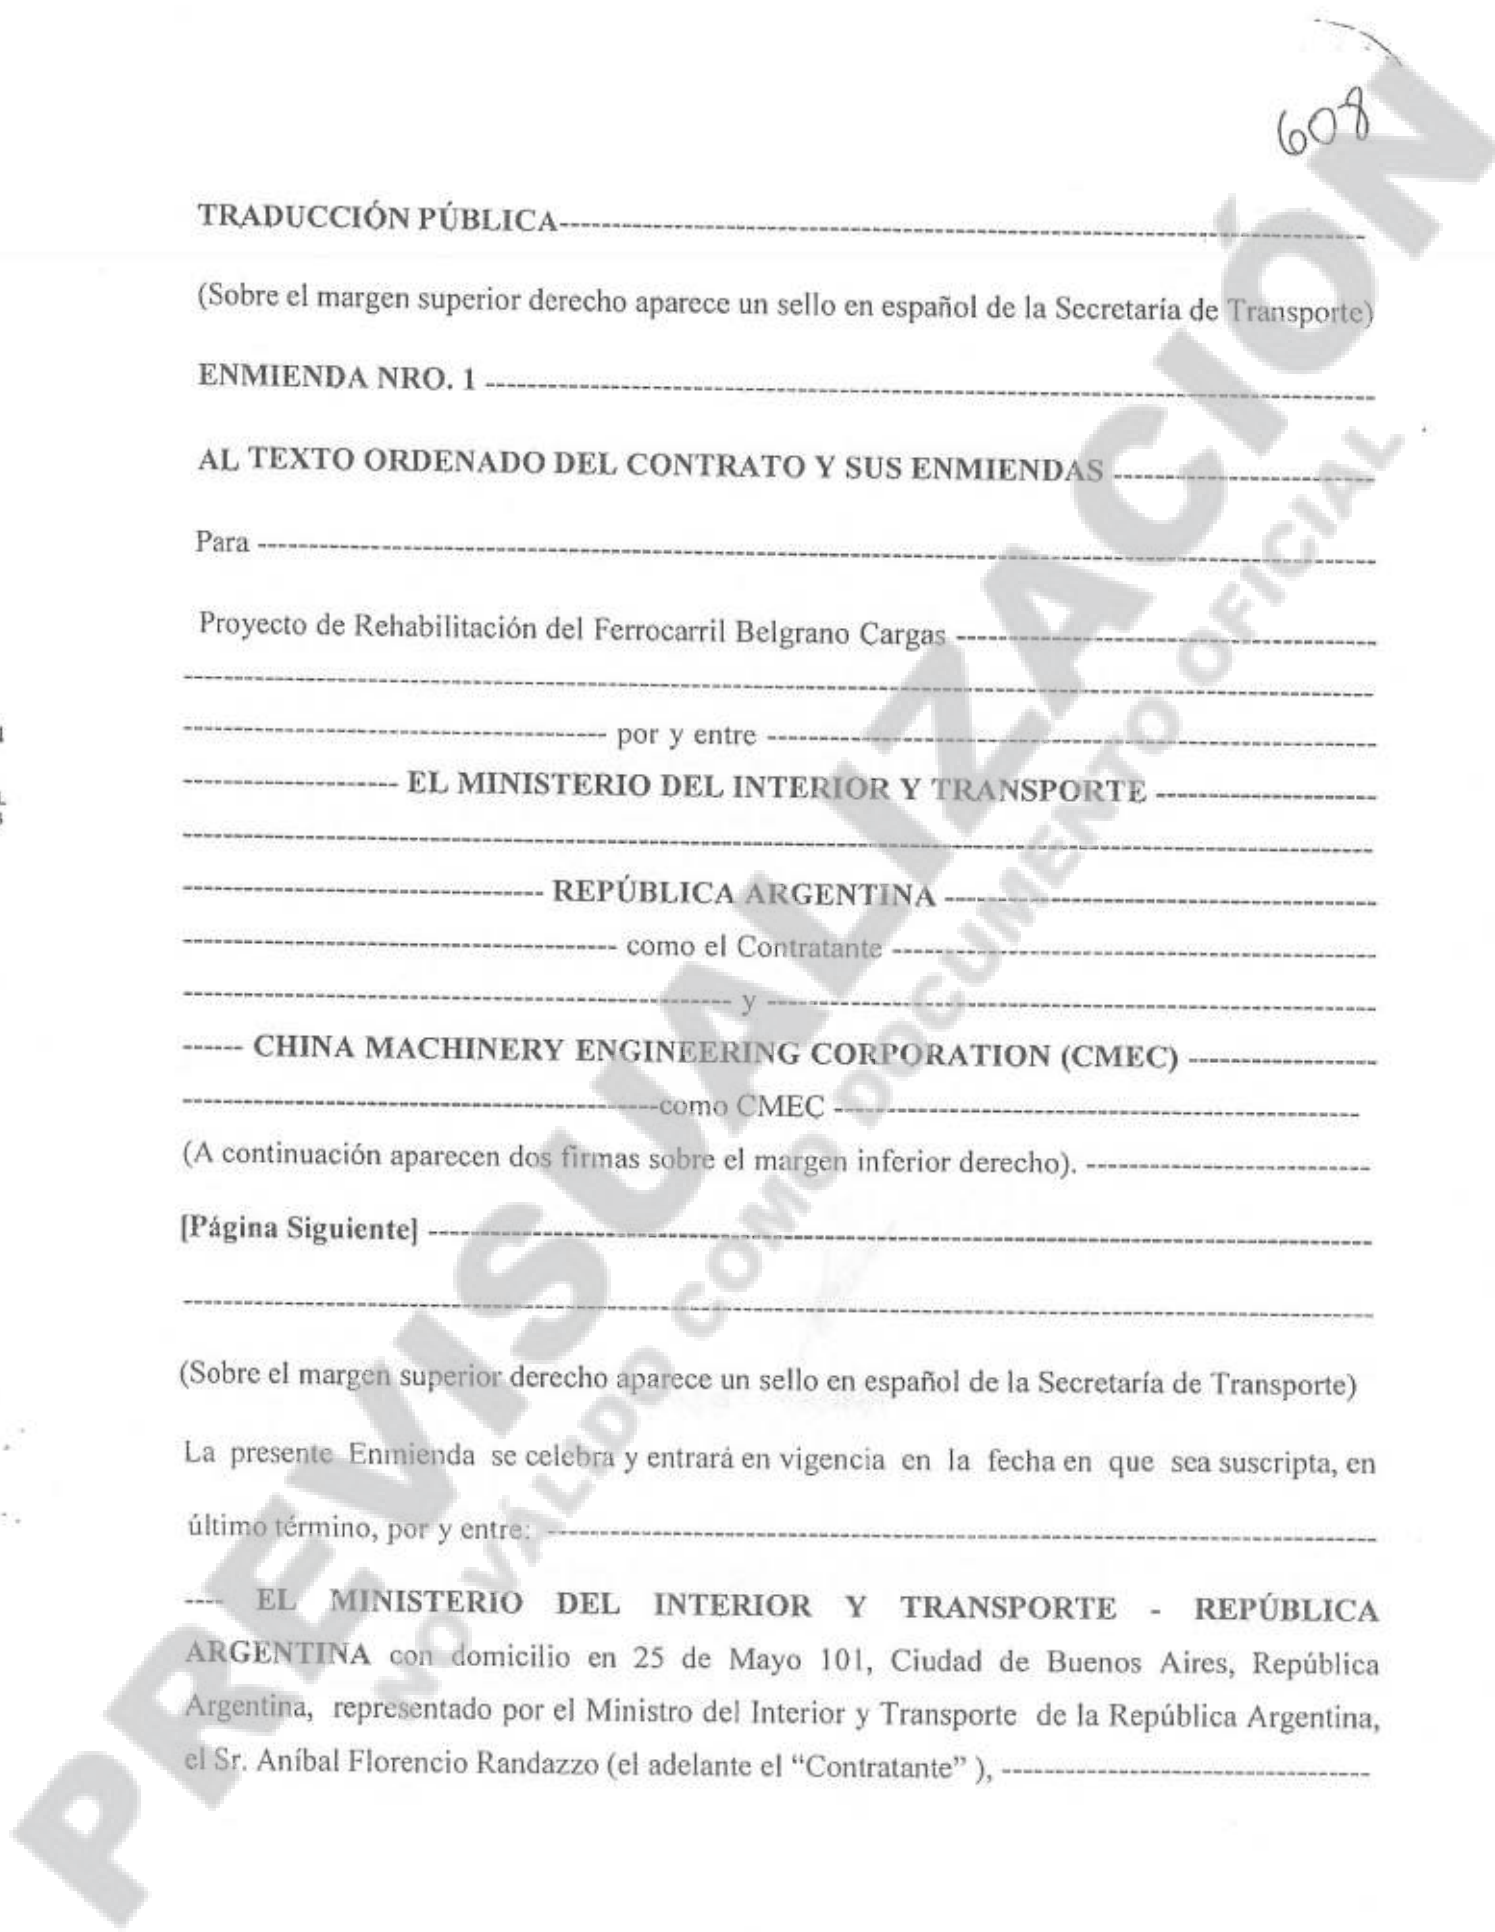 608
TRADUCCIÓN PÚBLICA------------------------------
(Sobre el margen superior derecho aparece un sello en español de la Secretaría de Transporte)
ENMIENDA NRO. 1 ------------------------------
AL TEXTO ORDENADO DEL CONTRATO Y SUS ENMIENDAS --------------------
Para ------------------------------
Proyecto de Rehabilitación del Ferrocarril Belgrano Cargas ------------------------------
------------------------------
------------------------------ por y entre ------------------------------
-------------------- EL MINISTERIO DEL INTERIOR Y TRANSPORTE --------------------
------------------------------
------------------------------ REPÚBLICA ARGENTINA ------------------------------
------------------------------ como el Contratante ------------------------------
------------------------------ y ------------------------------
------ CHINA MACHINERY ENGINEERING CORPORATION (CMEC) ------------------
------------------------------como CMEC ------------------------------
(A continuación aparecen dos firmas sobre el margen inferior derecho). --------------------------
[Página Siguiente] ------------------------------
------------------------------
(Sobre el margen superior derecho aparece un sello en español de la Secretaría de Transporte)
La presente Enmienda se celebra y entrará en vigencia en la fecha en que sea suscripta, en
último término, por y entre: ------------------------------
---- EL MINISTERIO DEL INTERIOR Y TRANSPORTE - REPÚBLICA
ARGENTINA con domicilio en 25 de Mayo 101, Ciudad de Buenos Aires, República
Argentina, representado por el Ministro del Interior y Transporte de la República Argentina,
el Sr. Aníbal Florencio Randazzo (el adelante el “Contratante” ), ------------------------------
PREVISUALIZACIÓN
NO VÁLIDO COMO DOCUMENTO OFICIAL